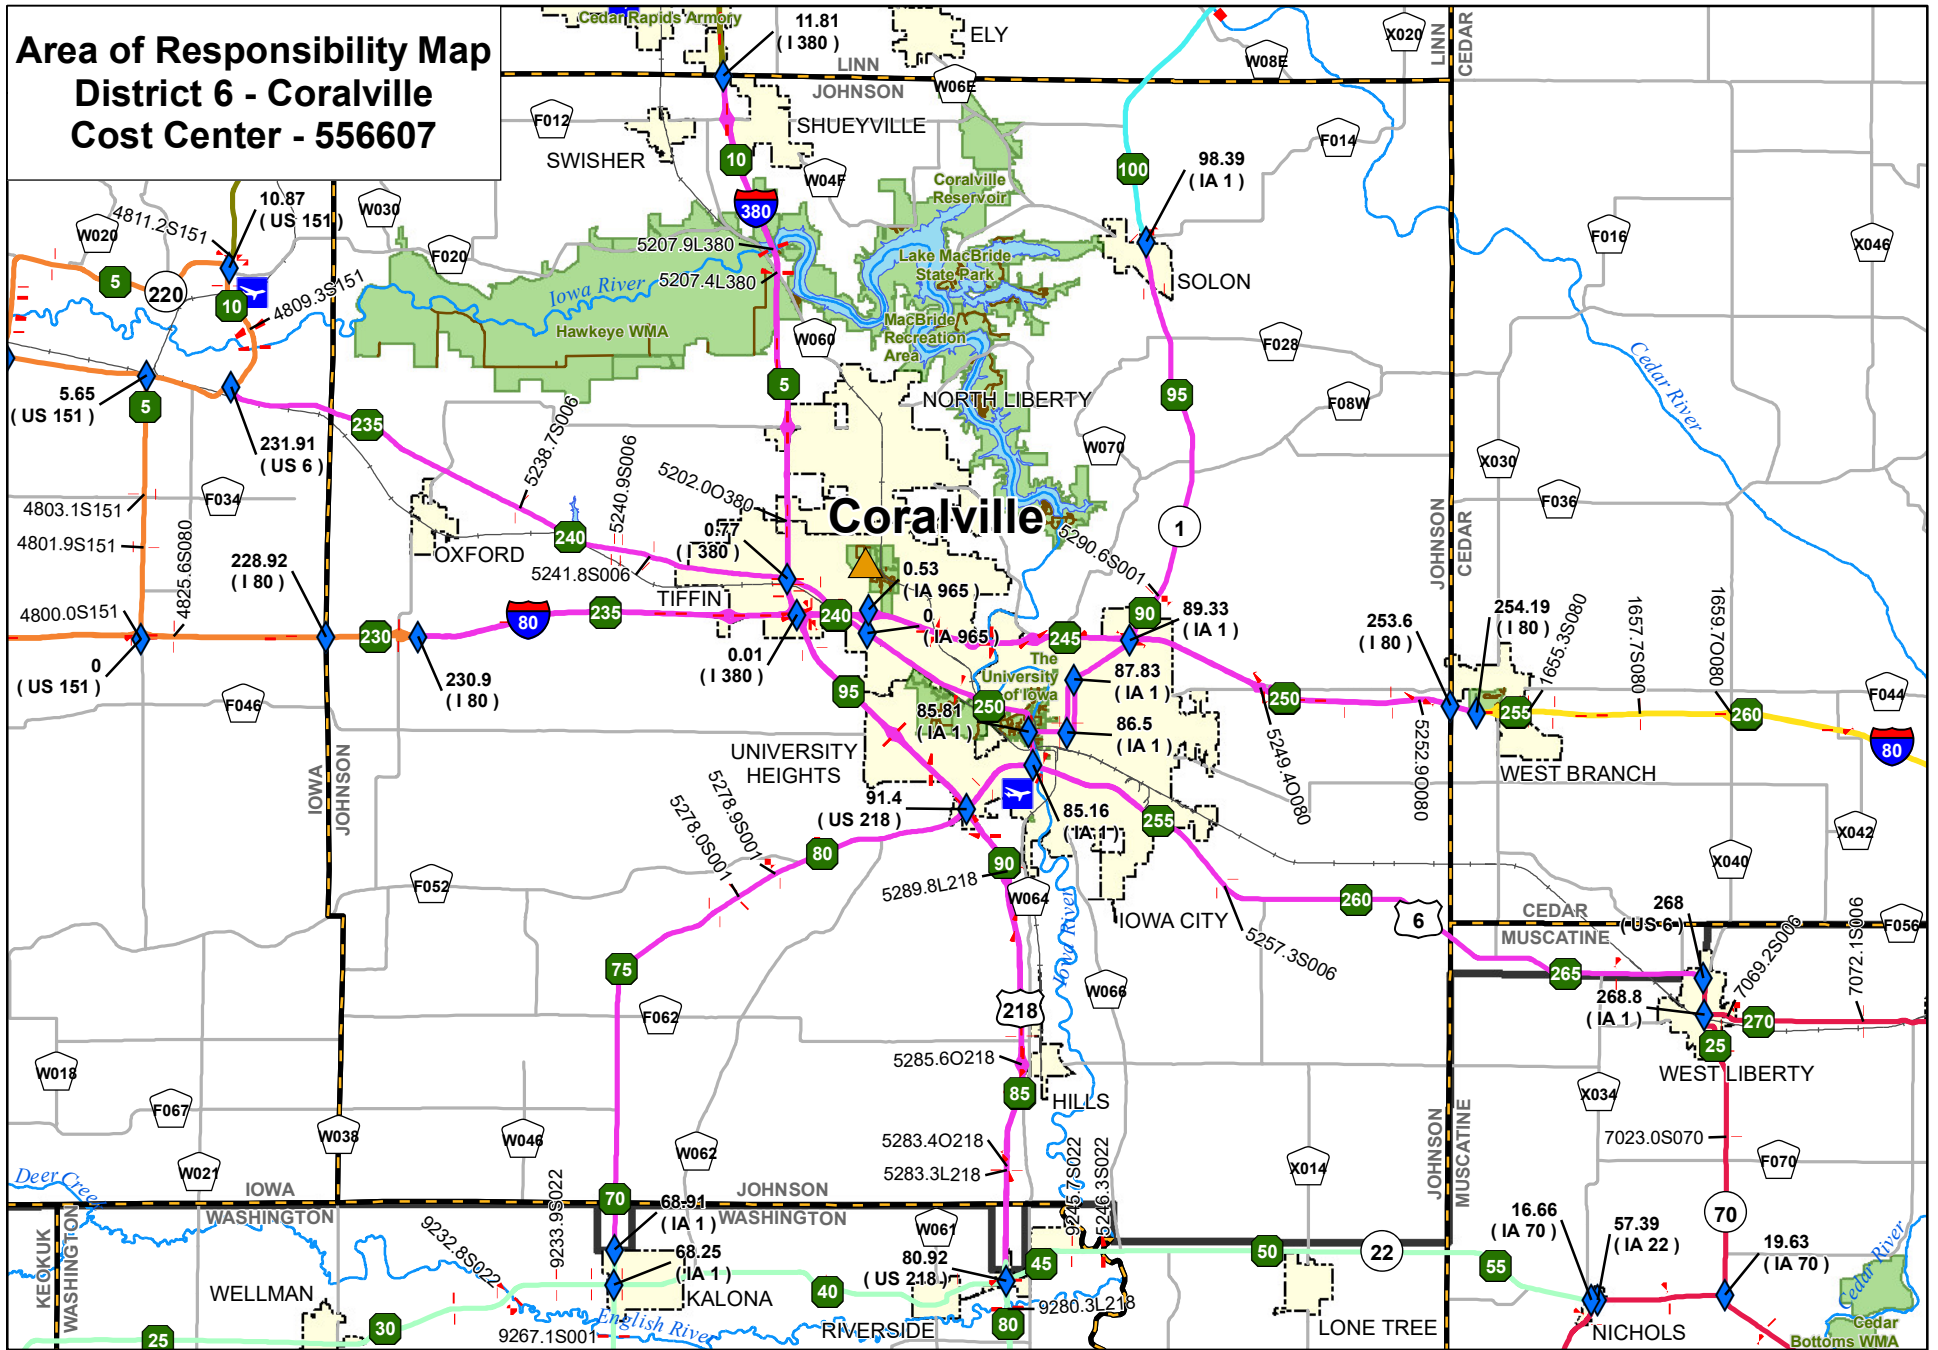 Area of Responsibility Map
District 6 - Coralville
Cost Center - 556607
Cedar Rapids Armory
11.81
( I 380 )
ELY
LINN
JOHNSON
W06E
W08E
X020
LINN
CEDAR
F012
SHUEYVILLE
SWISHER
10
W04F
380
100
98.39
( IA 1 )
F014
Coralville
Reservoir
10.87
( US 151 )
4811.2S151
W020
W030
F020
5
220
10
4809.3S151
5207.9L380
5207.4L380
Iowa River
Hawkeye WMA
Lake MacBride
State Park
MacBride
Recreation
Area
W060
SOLON
F016
X046
F028
Cedar River
5.65
( US 151 )
5
235
231.91
( US 6 )
5
NORTH LIBERTY
95
F08W
W070
X030
F036
F034
4803.1S151
4801.9S151
4825.6S080
228.92
( I 80 )
5238.7S006
5240.9S006
5202.0O380
Coralville
OXFORD
240
5241.8S006
0.77
( I 380 )
0.53
( IA 965 )
0
( IA 965 )
5290.6S001
1
JOHNSON
CEDAR
TIFFIN
4800.0S151
0
( US 151 )
230
80
235
240
230.9
( I 80 )
0.01
( I 380 )
245
90
89.33
( IA 1 )
253.6
( I 80 )
254.19
( I 80 )
1655.3S080
1657.7S080
1659.7O080
F046
95
The
University
of Iowa
87.83
( IA 1 )
250
85.81
( IA 1 )
86.5
( IA 1 )
250
5249.4O080
5252.9O080
255
260
F044
80
WEST BRANCH
UNIVERSITY
HEIGHTS
IOWA
JOHNSON
5278.9S001
5278.0S001
91.4
( US 218 )
85.16
( IA 1 )
255
X042
X040
80
90
5289.8L218
W064
F052
IOWA CITY
260
6
5257.3S006
268
( US 6 )
CEDAR
MUSCATINE
F056
75
Iowa River
265
7069.2S006
7072.1S006
268.8
( IA 1 )
270
25
WEST LIBERTY
F062
218
W066
W018
F067
5285.6O218
85
HILLS
X034
W038
W046
W062
W021
5283.4O218
5283.3L218
9245.7S022
5246.3S022
X014
JOHNSON
MUSCATINE
7023.0S070
F070
Deer Creek
IOWA
WASHINGTON
JOHNSON
WASHINGTON
KEOKUK
WASHINGTON
9232.8S022
9233.9S022
70
68.91
( IA 1 )
68.25
( IA 1 )
W061
80.92
( US 218 )
45
50
22
55
16.66
( IA 70 )
57.39
( IA 22 )
70
19.63
( IA 70 )
Cedar River
WELLMAN
KALONA
40
RIVERSIDE
9280.3L218
80
LONE TREE
NICHOLS
Cedar
Bottoms WMA
25
30
9267.1S001
English River